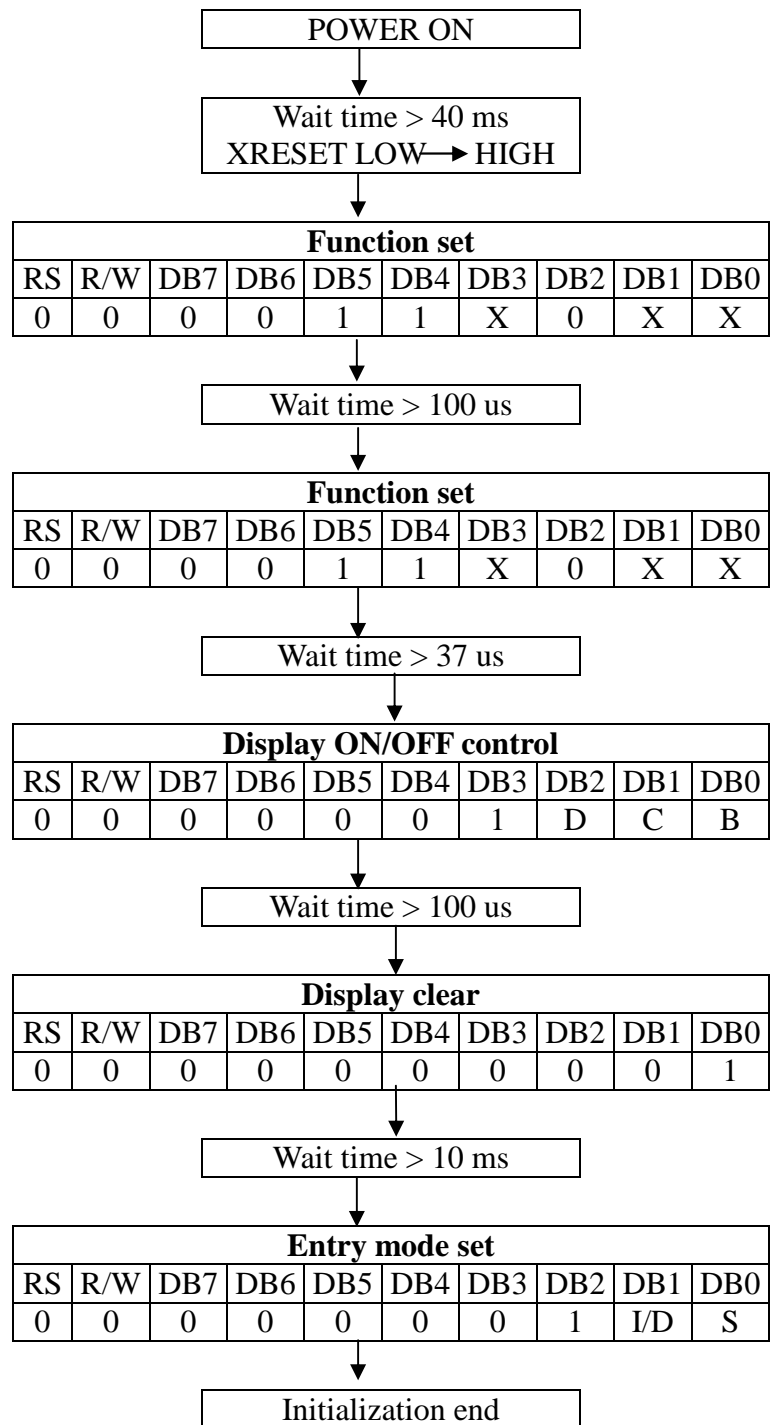 POWER ON
Wait time > 40 ms
XRESET LOW → HIGH
Function set
RS R/W DB7 DB6 DB5 DB4 DB3 DB2 DB1 DB0
0 0 0 0 1 1 X 0 X X
Wait time > 100 us
Function set
RS R/W DB7 DB6 DB5 DB4 DB3 DB2 DB1 DB0
0 0 0 0 1 1 X 0 X X
Wait time > 37 us
Display ON/OFF control
RS R/W DB7 DB6 DB5 DB4 DB3 DB2 DB1 DB0
0 0 0 0 0 0 1 D C B
Wait time > 100 us
Display clear
RS R/W DB7 DB6 DB5 DB4 DB3 DB2 DB1 DB0
0 0 0 0 0 0 0 0 0 1
Wait time > 10 ms
Entry mode set
RS R/W DB7 DB6 DB5 DB4 DB3 DB2 DB1 DB0
0 0 0 0 0 0 0 1 I/D S
Initialization end